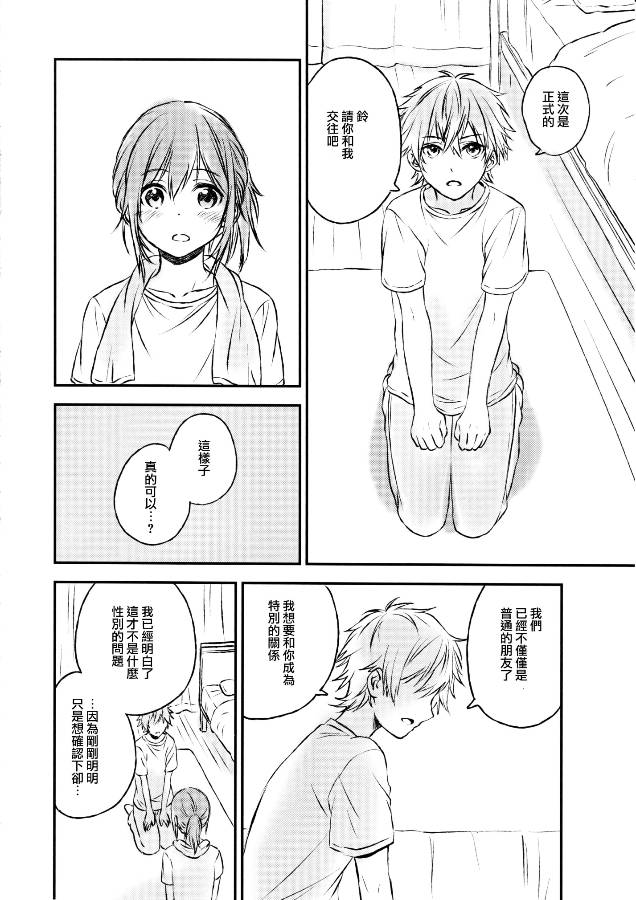 這次是
正式的
鈴
請你和我
交往吧
這樣子
真的可以…?
我們
已經不僅僅是
普通的朋友了
我想要和你成為
特別的關係
我已經明白了
這才不是什麼
性別的問題
…因為剛剛明明
只是想確認下卻…